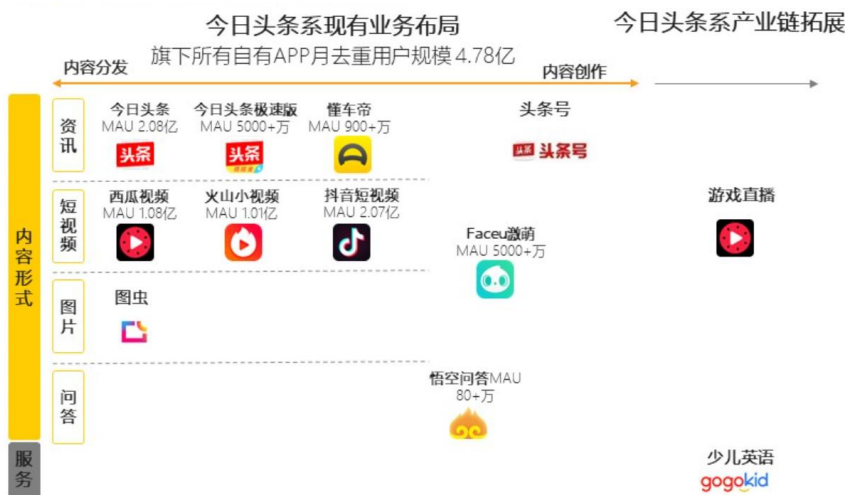 今日头条系现有业务布局
今日头条系产业链拓展
旗下所有自有APP月去重用户规模 4.78亿
内容分发
内容创作
内容形式
资讯
今日头条
MAU 2.08亿
头条
今日头条极速版
MAU 5000+万
头条
懂车帝
MAU 900+万
头条号
头条 头条号
短视频
西瓜视频
MAU 1.08亿
火山小视频
MAU 1.01亿
抖音短视频
MAU 2.07亿
Faceu激萌
MAU 5000+万
游戏直播
图片
图虫
问答
悟空问答MAU
80+万
服务
少儿英语
gogokid